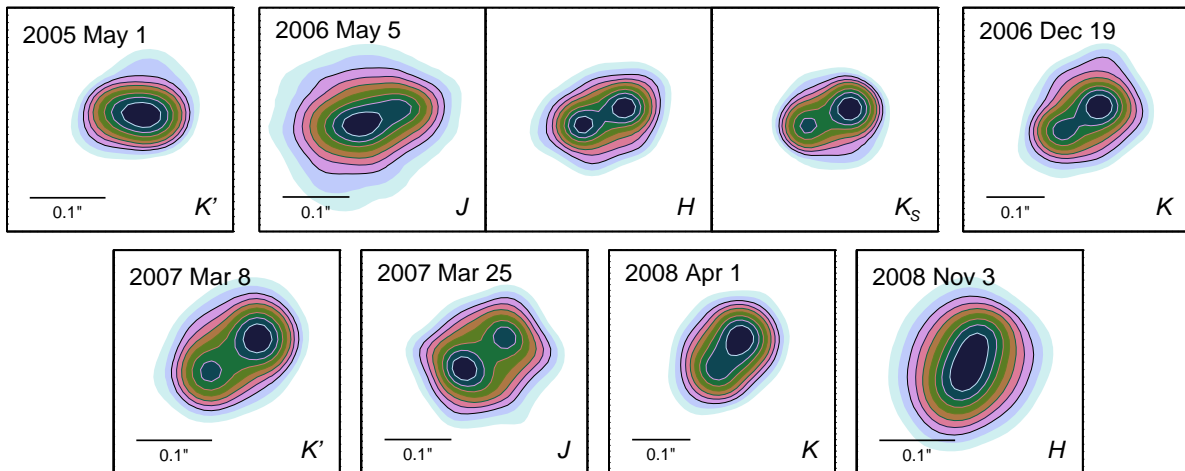 2005 May 1
0.1"
K'
2006 May 5
0.1"
J
H
K_S
2006 Dec 19
0.1"
K
2007 Mar 8
0.1"
K'
2007 Mar 25
0.1"
J
2008 Apr 1
0.1"
K
2008 Nov 3
0.1"
H